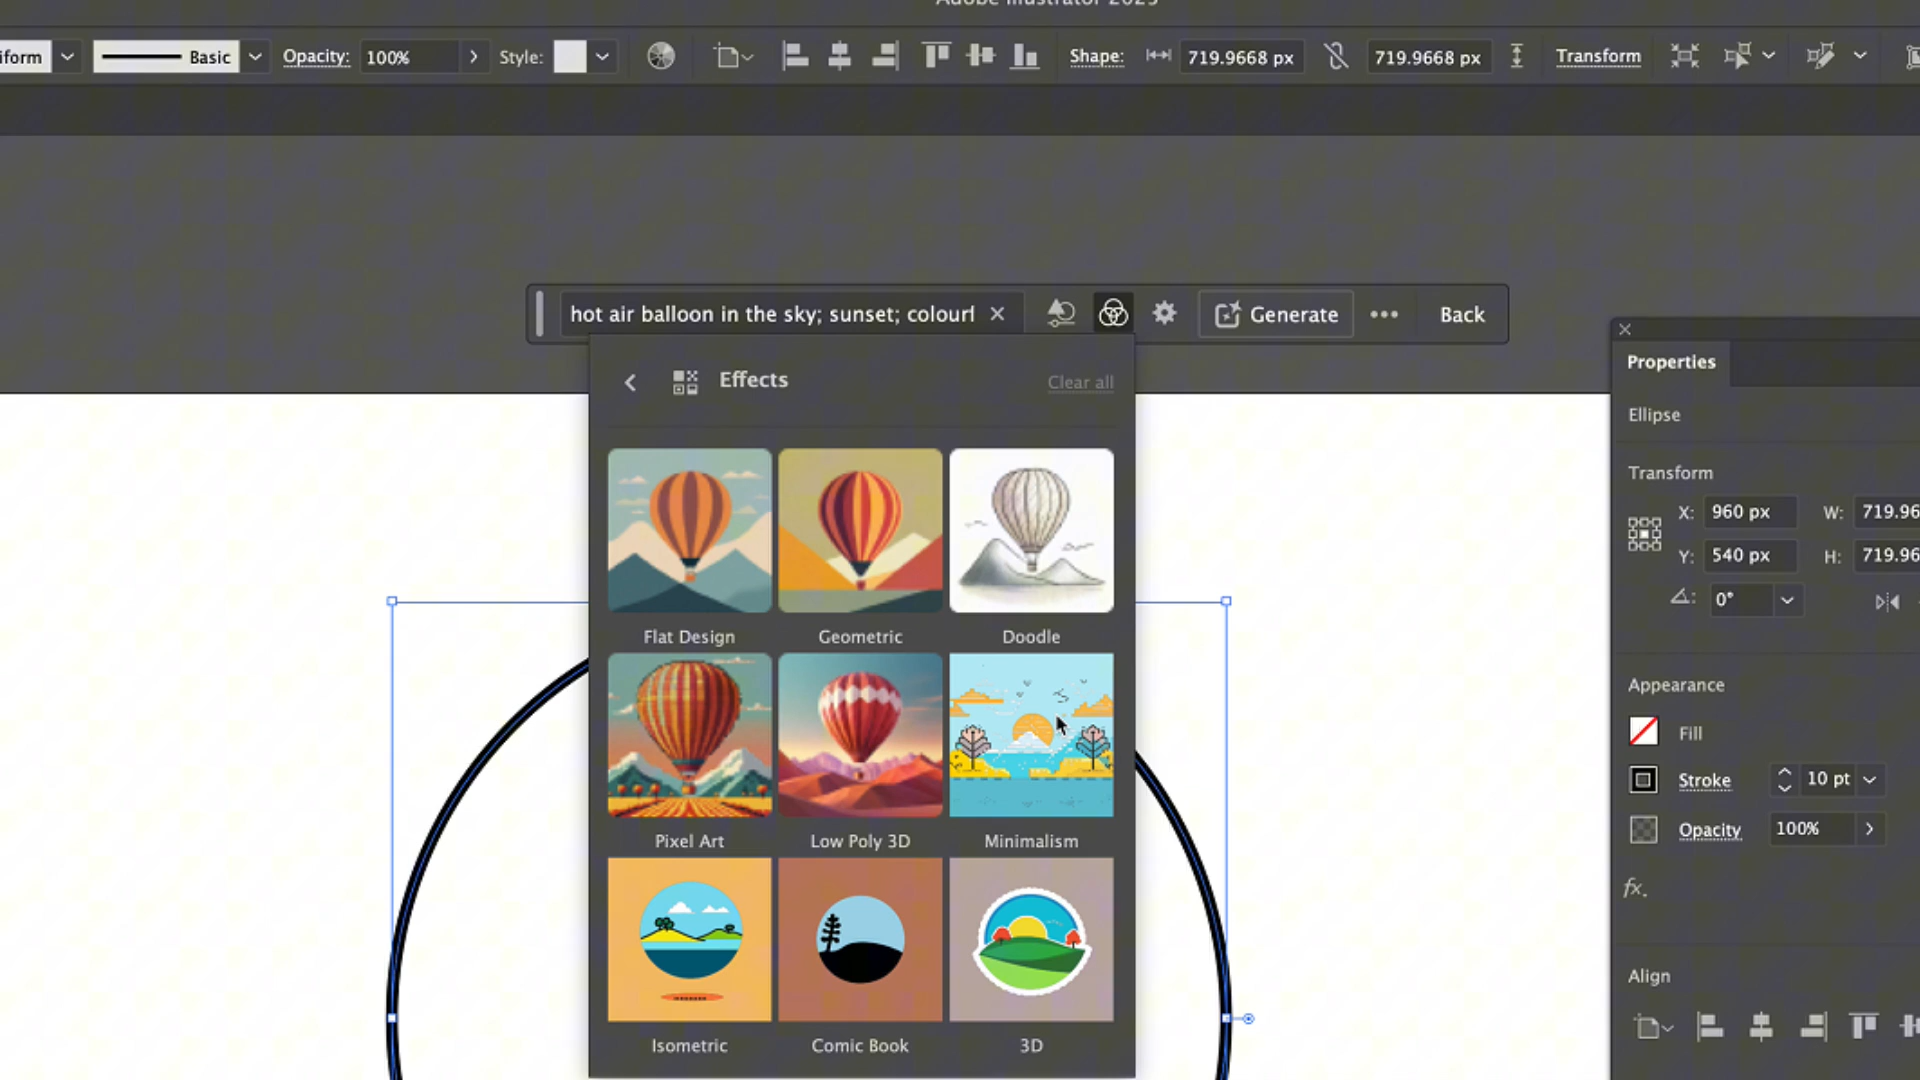 Adobe Illustrator 2025
iform Basic Opacity: 100% Style: Shape: 719.9668 px 719.9668 px Transform
hot air balloon in the sky; sunset; colourl Generate Back
Effects Clear all
Flat Design Geometric Doodle
Pixel Art Low Poly 3D Minimalism
Isometric Comic Book 3D
Properties
Ellipse
Transform
X: 960 px W: 719.96
Y: 540 px H: 719.96
0°
Appearance
Fill
Stroke 10 pt
Opacity 100%
fx.
Align